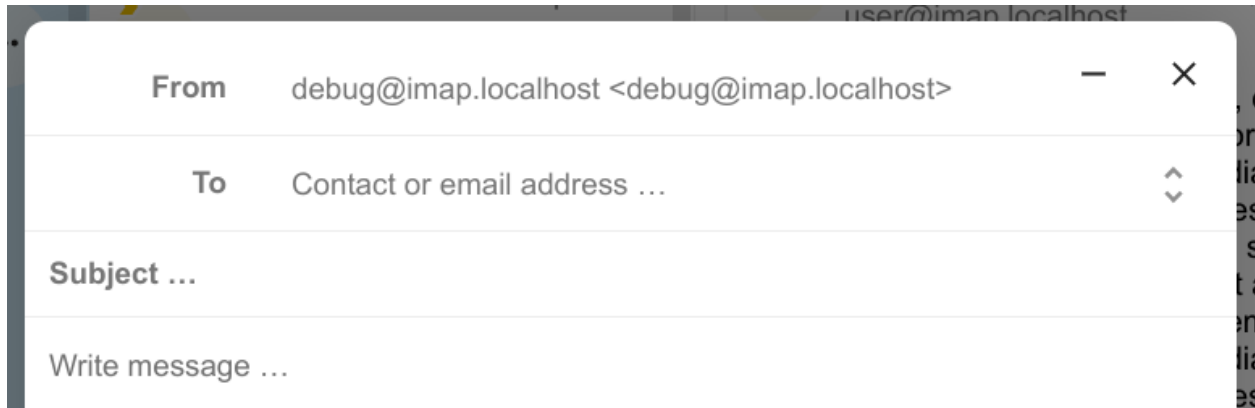 user@imap.localhost
From debug@imap.localhost <debug@imap.localhost>
To Contact or email address …
Subject …
Write message …